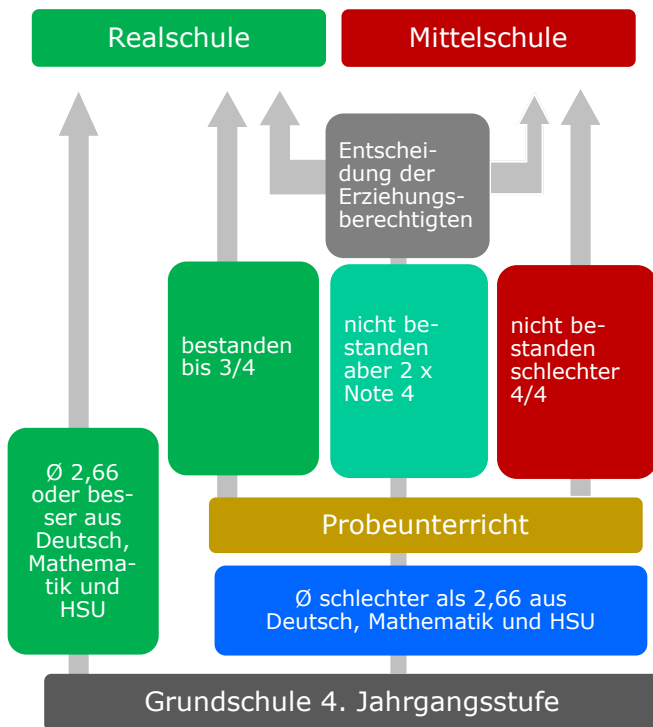 Realschule
Mittelschule
Entschei-
dung der
Erziehungs-
berechtigten
bestanden
bis 3/4
nicht be-
standen
aber 2 x
Note 4
nicht be-
standen
schlechter
4/4
Ø 2,66
oder bes-
ser aus
Deutsch,
Mathema-
tik und
HSU
Probeunterricht
Ø schlechter als 2,66 aus
Deutsch, Mathematik und HSU
Grundschule 4. Jahrgangsstufe